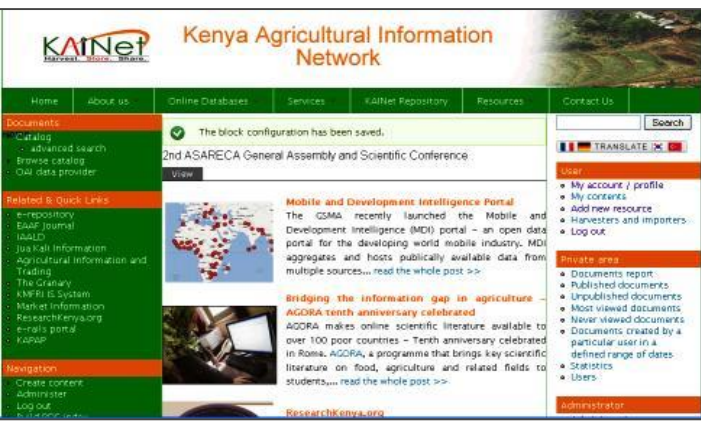 KAiNet
Harvest. Store. Share.
Kenya Agricultural Information
Network
Home
About us
Online Databases
Services
KAINet Repository
Resources
Contact Us
Documents
Catalog
advanced search
Browse catalog
OAI data provider
Related & Quick Links
e-repository
EAAF Journal
IAALD
Jua Kali Information
Agricultural Information and
Trading
The Granary
KMFRI IS System
Market Information
ResearchKenya.org
e-rails portal
KAPAP
Navigation
Create content
Administer
Log out
The block configuration has been saved.
2nd ASARECA General Assembly and Scientific Conference
View
Mobile and Development Intelligence Portal
The GSMA recently launched the Mobile and
Development Intelligence (MDI) portal – an open data
portal for the developing world mobile industry. MDI
aggregates and hosts publically available data from
multiple sources... read the whole post >>
Bridging the information gap in agriculture –
AGORA tenth anniversary celebrated
AGORA makes online scientific literature available to
over 100 poor countries – Tenth anniversary celebrated
in Rome. AGORA, a programme that brings key scientific
literature on food, agriculture and related fields to
students,... read the whole post >>
ResearchKenya.org
Search
TRANSLATE
User
My account / profile
My contents
Add new resource
Harvesters and importers
Log out
Private area
Documents report
Published documents
Unpublished documents
Most viewed documents
Never viewed documents
Documents created by a
particular user in a
defined range of dates
Statistics
Users
Administrator